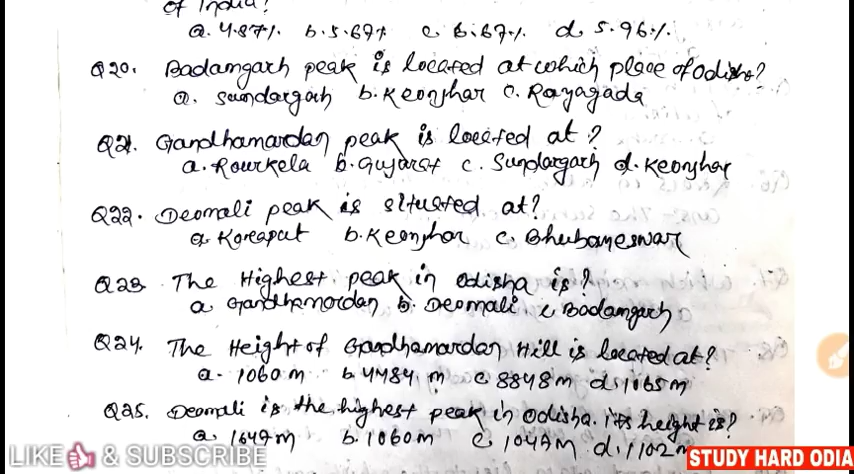 of India?
a. 4.87% b. 5.67% c 6.67% d. 5.96%
Q20. Badamgarh peak is located at which place of Odisha?
a. Sundargarh b. Keonjhar c. Rayagada
Q21. Gandhamardan peak is located at?
a. Rourkela b. Gujarat c. Sundargarh d. Keonjhar
Q22. Deomali peak is situated at?
a. Koraput b. Keonjhar c. Bhubaneswar
Q23 The Highest peak in Odisha is?
a Gandhamardan b. Deomali c Badamgarh
Q24. The Height of Gandhamardan Hill is located at?
a. 1060 m b. 4484 m c. 8848 m d. 1065 m
Q25. Deomali is the highest peak in Odisha. its height is?
a. 1647 m b. 1060 m c. 1047 m d. 1102 m
LIKE & SUBSCRIBE
STUDY HARD ODIA